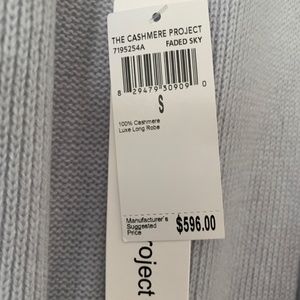 THE CASHMERE PROJECT
7195254A FADED SKY
8 29479 50909 0
S
100% Cashmere
Luxe Long Robe
Manufacturer's
Suggested
Price
$596.00
roject